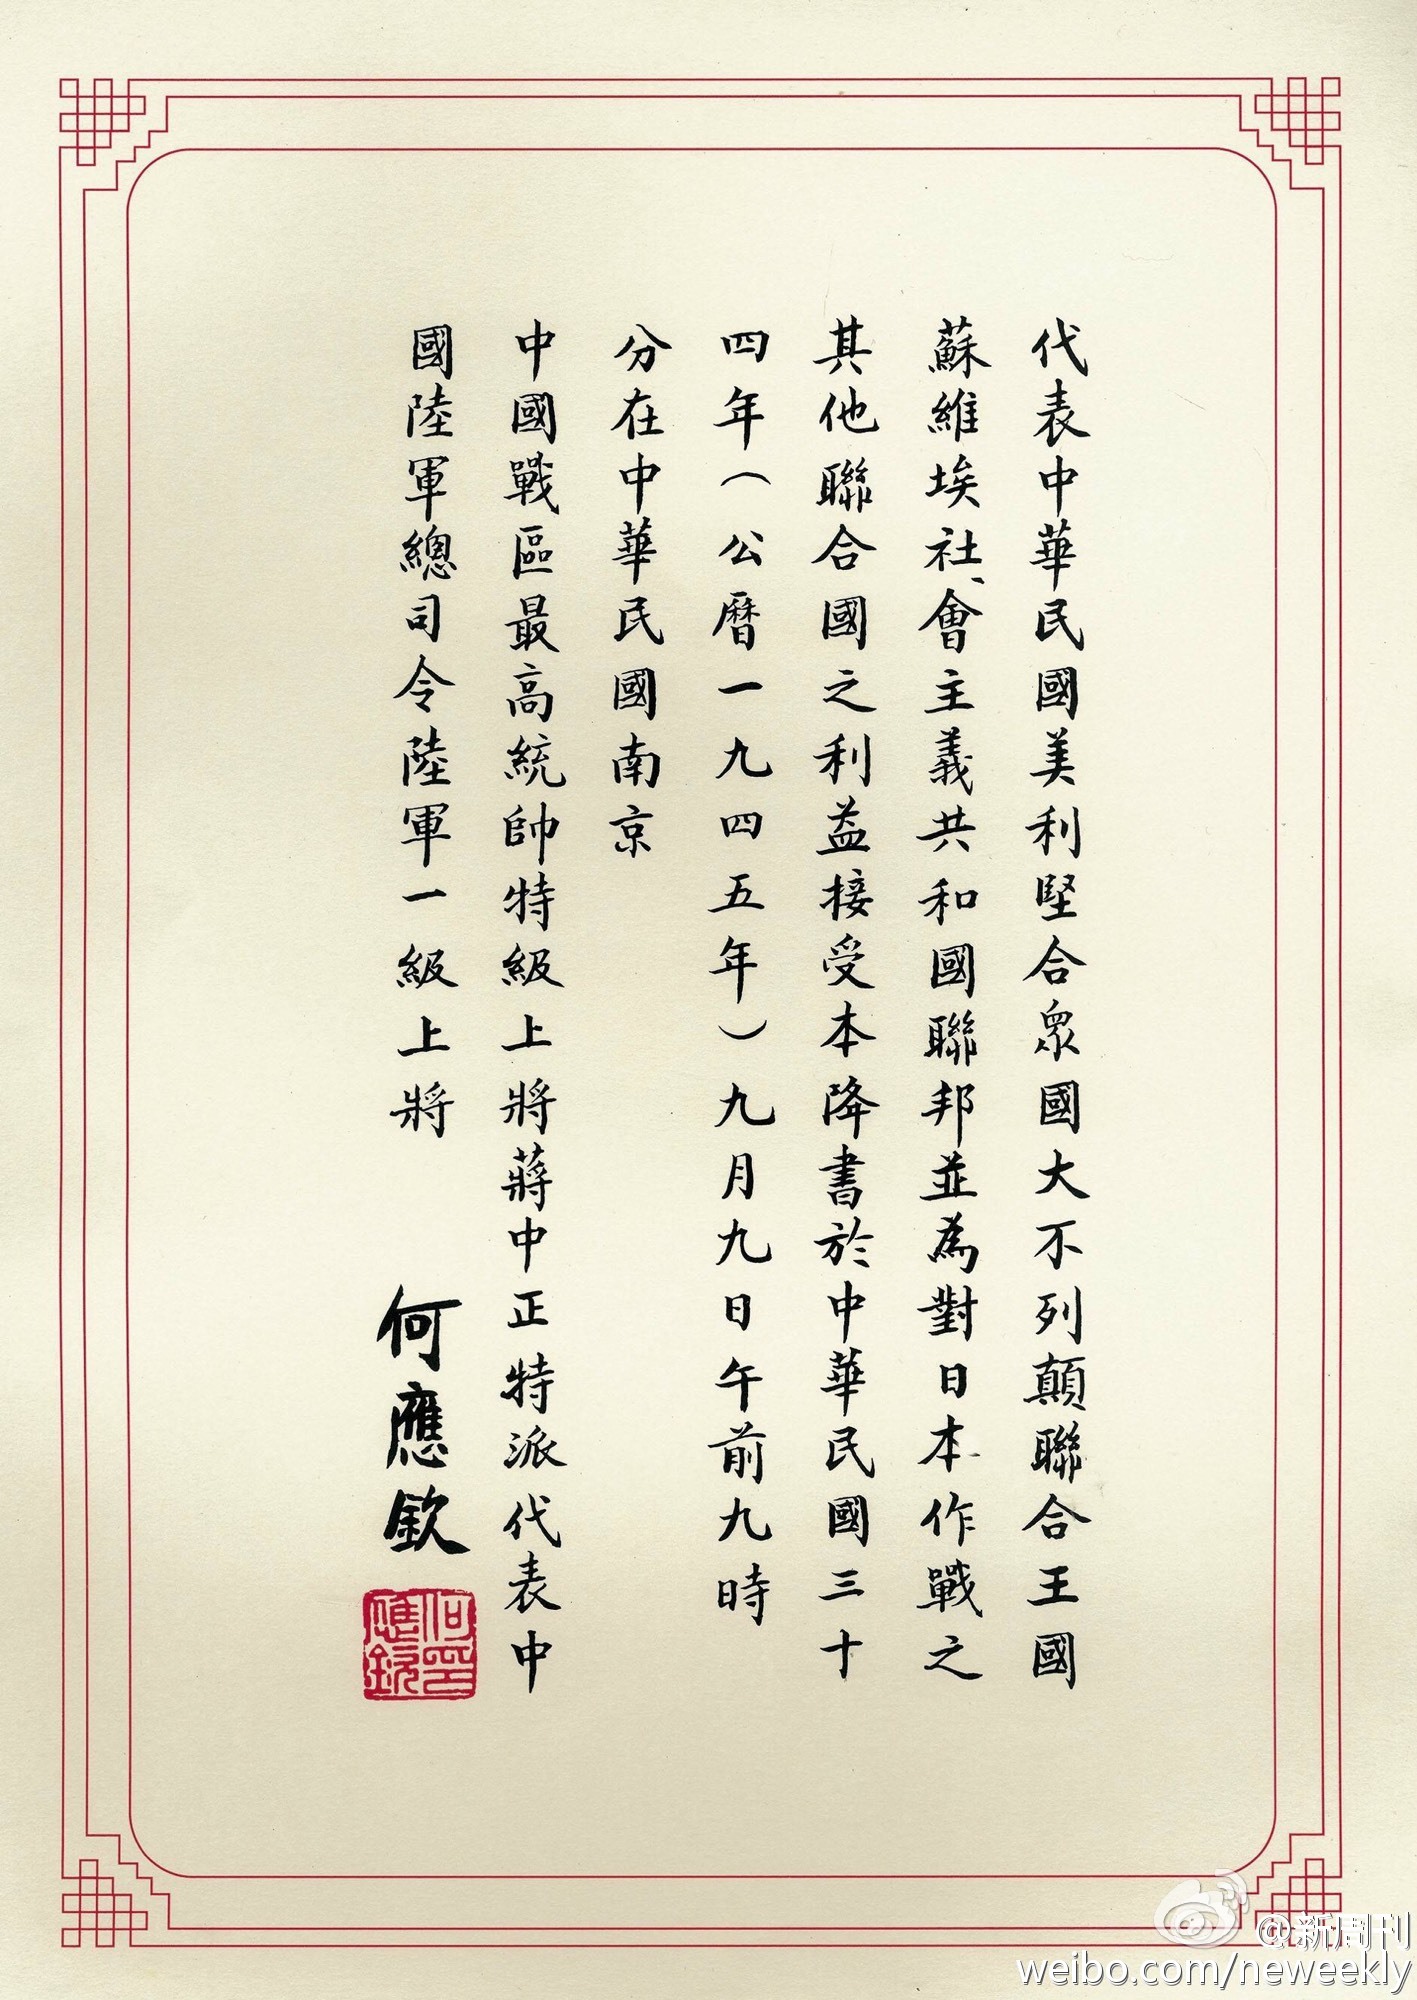 代表中華民國美利堅合眾國大不列顛聯合王國
蘇維埃社會主義共和國聯邦並為對日本作戰之
其他聯合國之利益接受本降書於中華民國三十
四年（公曆一九四五年）九月九日午前九時
分在中華民國南京
中國戰區最高統帥特級上將蔣中正特派代表中
國陸軍總司令陸軍一級上將 何應欽
何印
應欽
@新周刊
weibo.com/neweekly